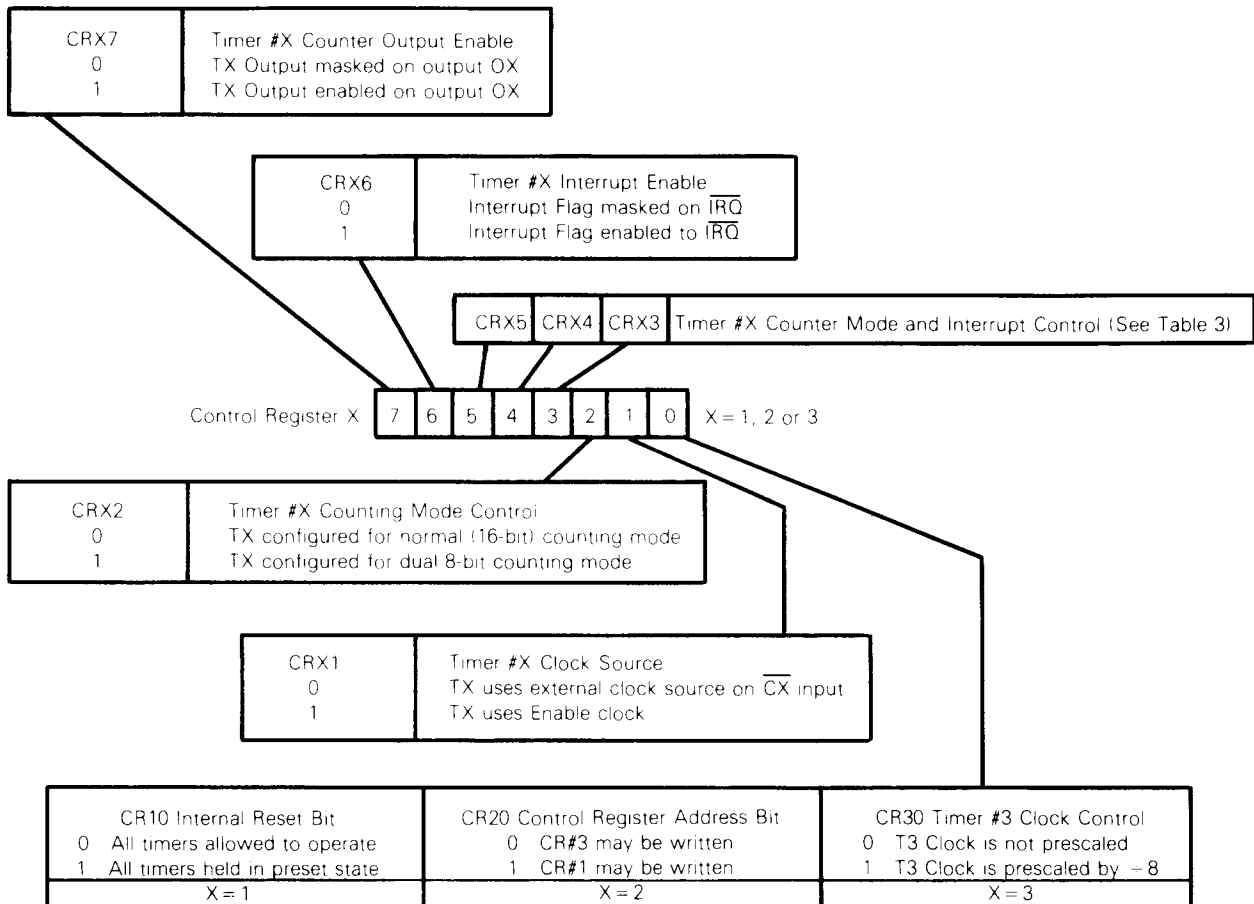 CRX7 Timer #X Counter Output Enable
0 TX Output masked on output OX
1 TX Output enabled on output OX
CRX6 Timer #X Interrupt Enable
0 Interrupt Flag masked on I̅R̅Q̅
1 Interrupt Flag enabled to I̅R̅Q̅
CRX5 CRX4 CRX3 Timer #X Counter Mode and Interrupt Control (See Table 3)
Control Register X 7 6 5 4 3 2 1 0 X = 1, 2 or 3
CRX2 Timer #X Counting Mode Control
0 TX configured for normal (16-bit) counting mode
1 TX configured for dual 8-bit counting mode
CRX1 Timer #X Clock Source
0 TX uses external clock source on C̅X̅ input
1 TX uses Enable clock
CR10 Internal Reset Bit
0 All timers allowed to operate
1 All timers held in preset state
X = 1
CR20 Control Register Address Bit
0 CR#3 may be written
1 CR#1 may be written
X = 2
CR30 Timer #3 Clock Control
0 T3 Clock is not prescaled
1 T3 Clock is prescaled by ÷8
X = 3